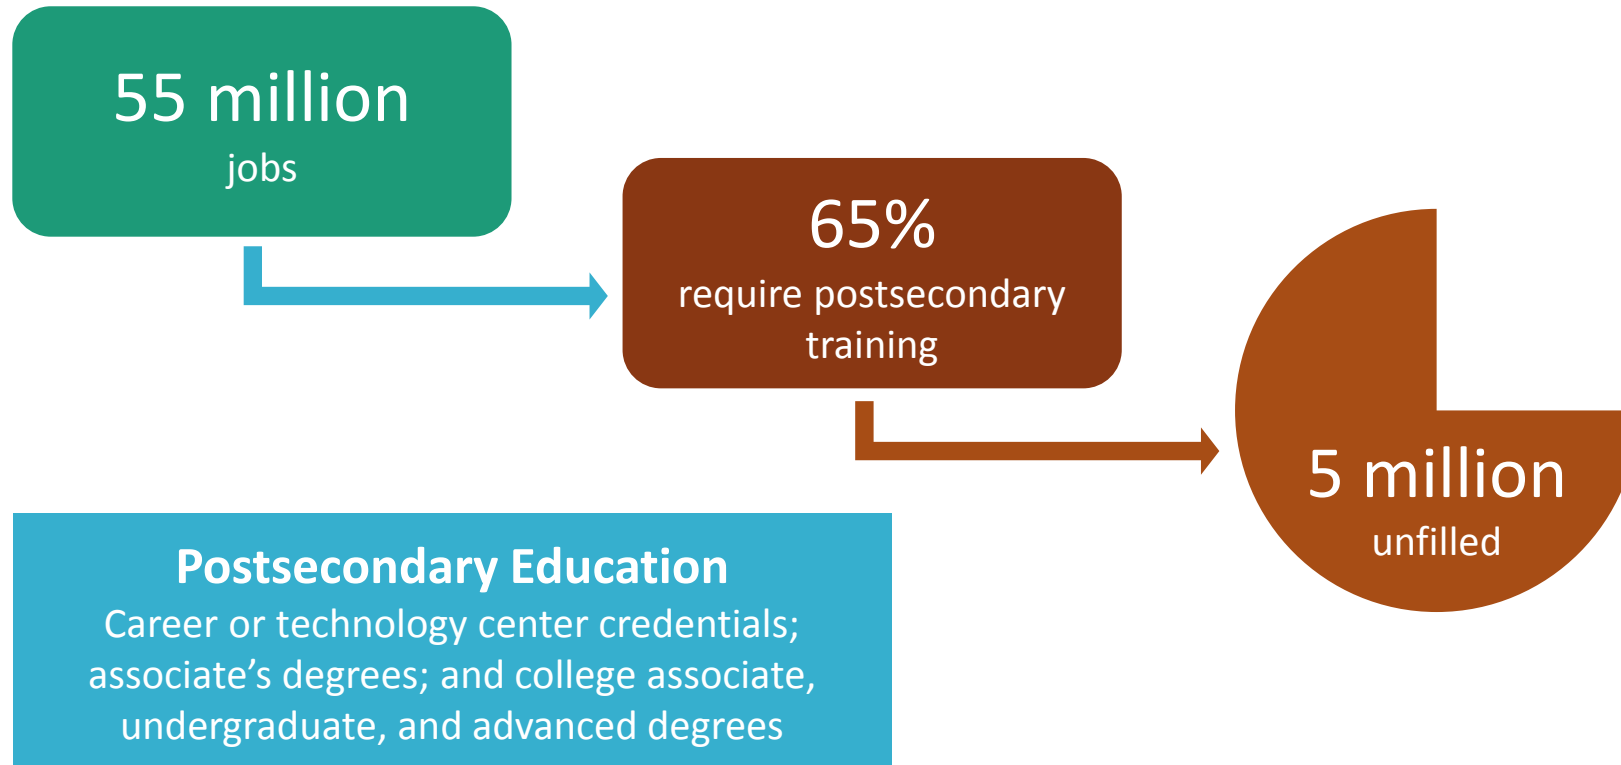 55 million
jobs
65%
require postsecondary
training
5 million
unfilled
Postsecondary Education
Career or technology center credentials;
associate’s degrees; and college associate,
undergraduate, and advanced degrees